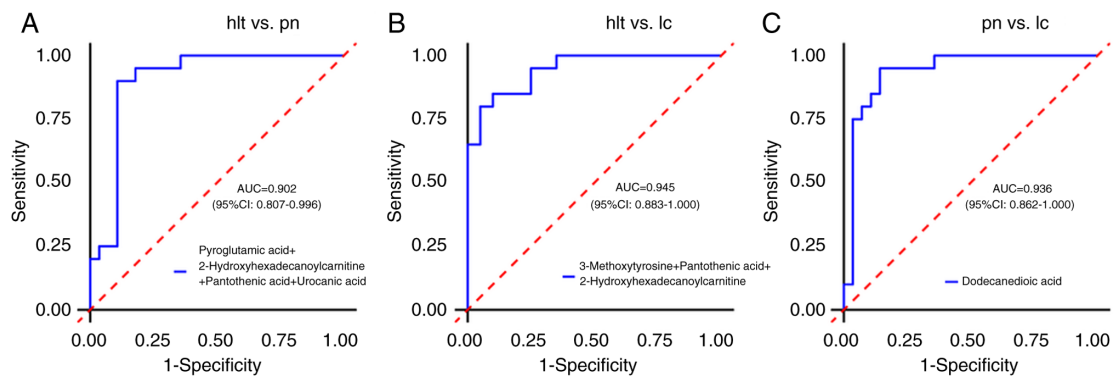 A
hlt vs. pn
1.00
0.75
0.50
0.25
0.00
Sensitivity
AUC=0.902
(95%CI: 0.807-0.996)
Pyroglutamic acid+
2-Hydroxyhexadecanoylcarnitine
+Pantothenic acid+Urocanic acid
0.00 0.25 0.50 0.75 1.00
1-Specificity
B
hlt vs. lc
1.00
0.75
0.50
0.25
0.00
Sensitivity
AUC=0.945
(95%CI: 0.883-1.000)
3-Methoxytyrosine+Pantothenic acid+
2-Hydroxyhexadecanoylcarnitine
0.00 0.25 0.50 0.75 1.00
1-Specificity
C
pn vs. lc
1.00
0.75
0.50
0.25
0.00
Sensitivity
AUC=0.936
(95%CI: 0.862-1.000)
Dodecanedioic acid
0.00 0.25 0.50 0.75 1.00
1-Specificity